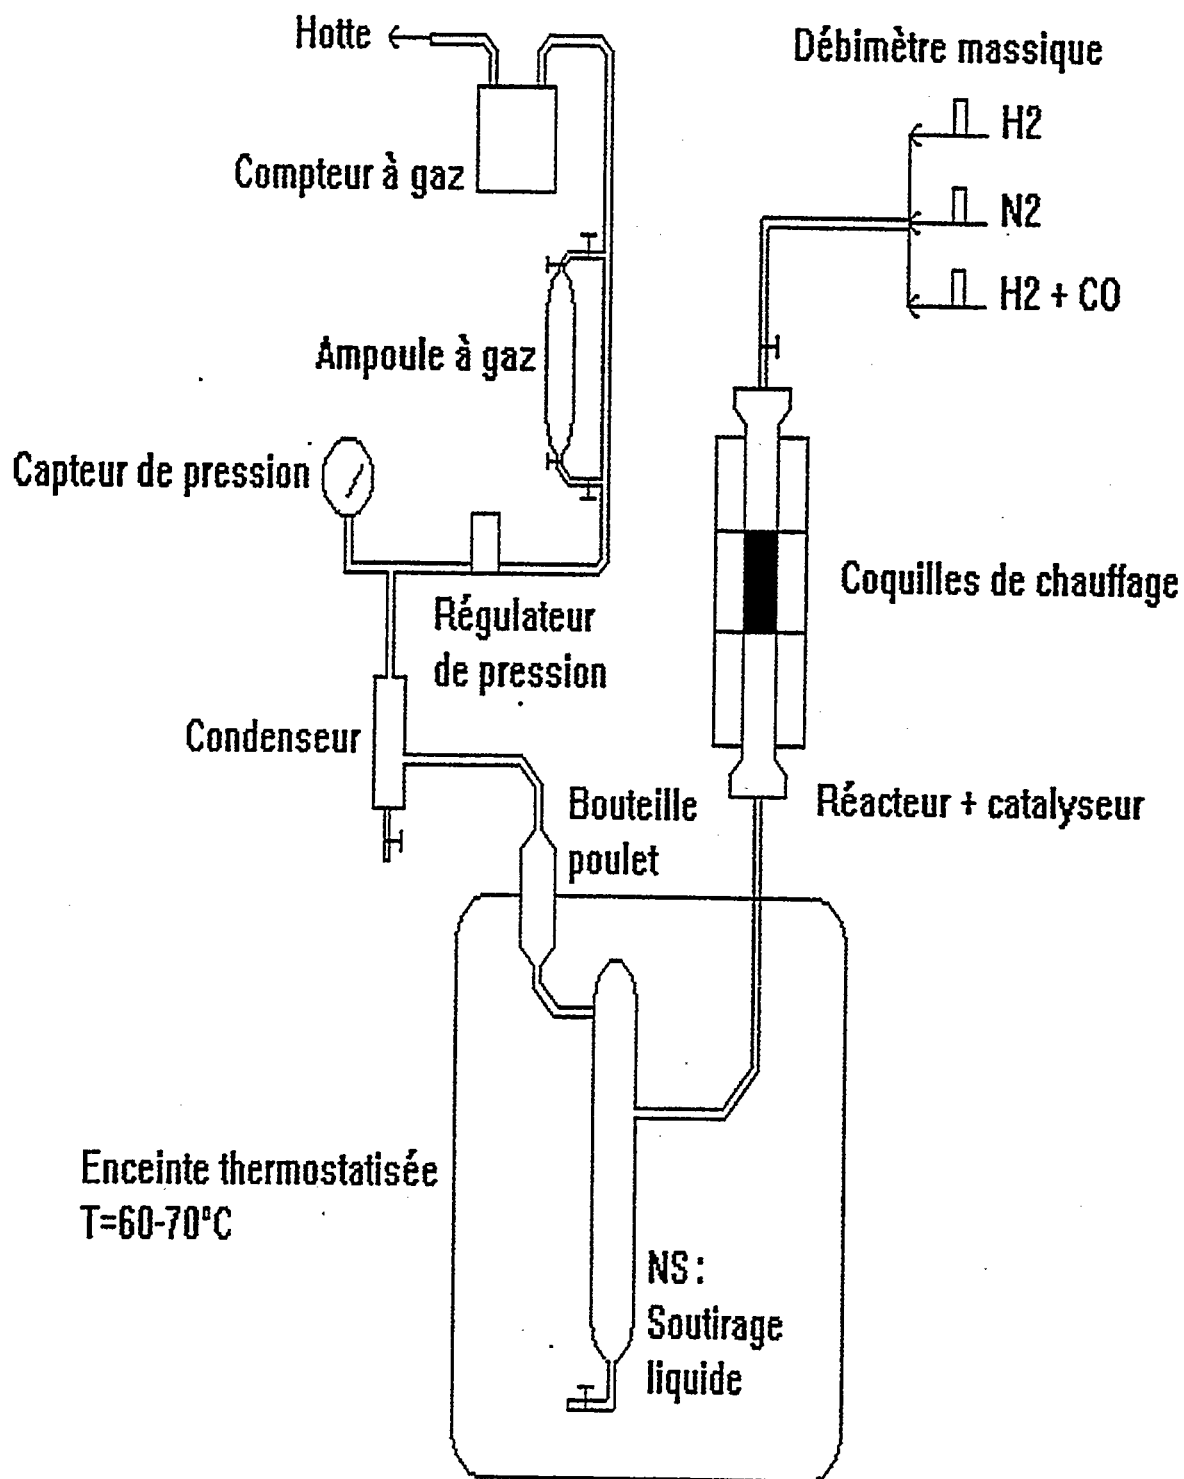 Hotte
Débimètre massique
H2
Compteur à gaz
N2
H2 + CO
Ampoule à gaz
Capteur de pression
Coquilles de chauffage
Régulateur
de pression
Condenseur
Bouteille
poulet
Réacteur + catalyseur
Enceinte thermostatisée
T=60-70°C
NS :
Soutirage
liquide